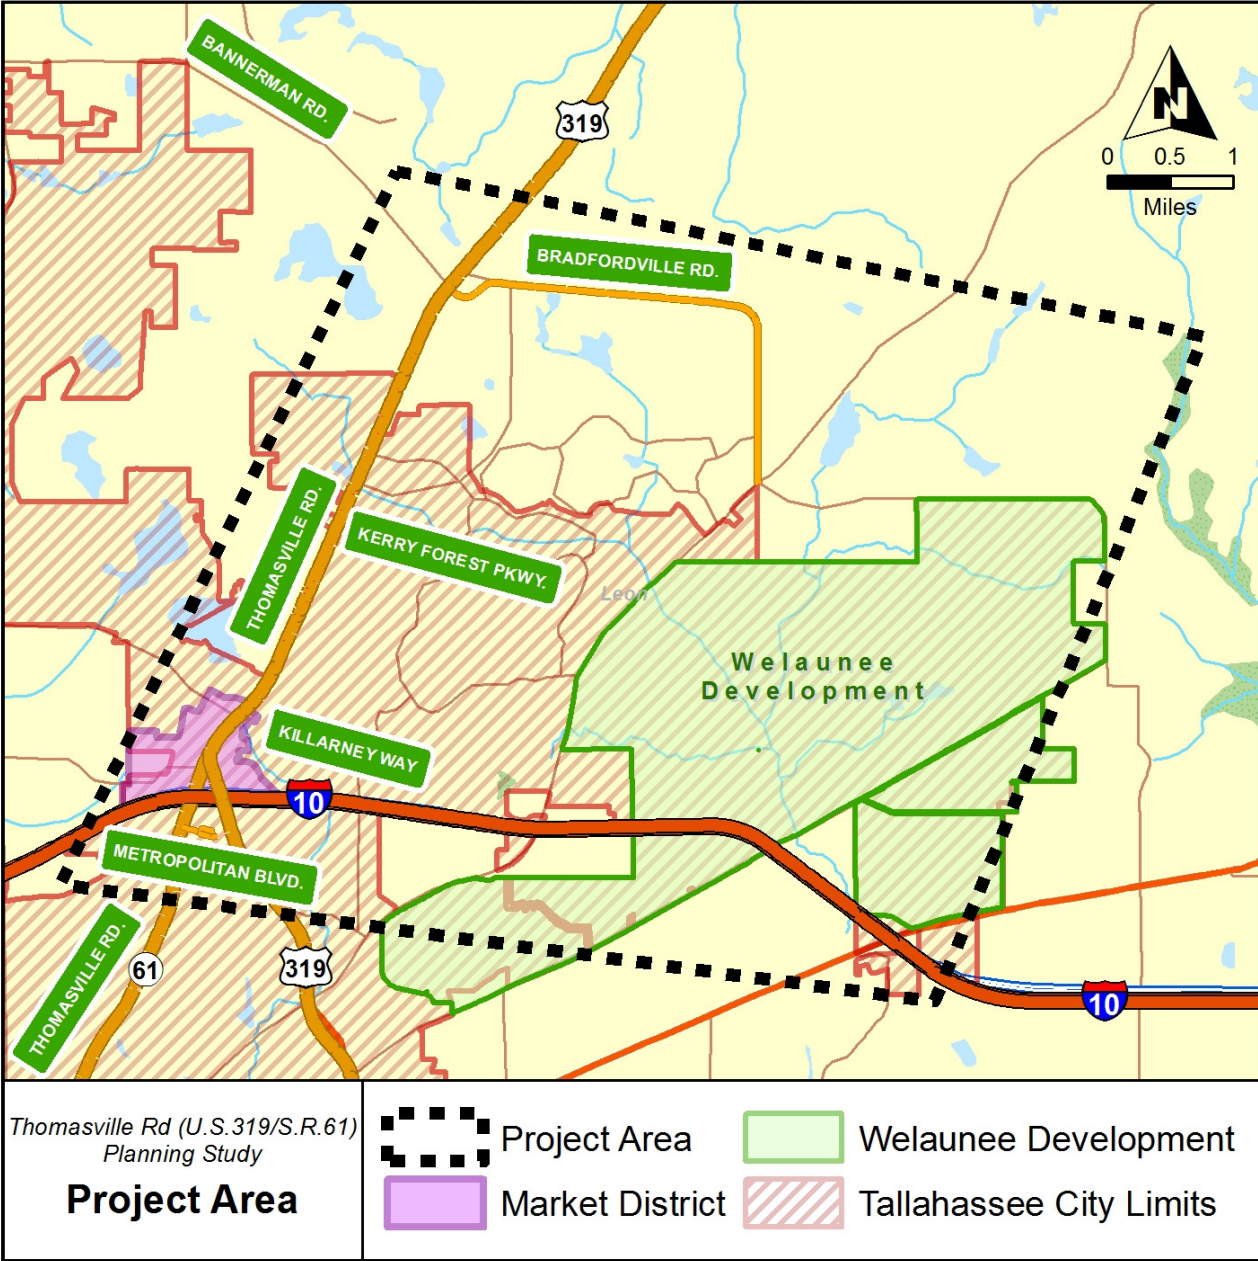 BANNERMAN RD.
319
N
0 0.5 1
Miles
BRADFORDVILLE RD.
THOMASVILLE RD.
KERRY FOREST PKWY.
Leon
Welaunee
Development
KILLARNEY WAY
10
METROPOLITAN BLVD.
THOMASVILLE RD.
61
319
10
Thomasville Rd (U.S.319/S.R.61)
Planning Study
Project Area
Project Area
Market District
Welaunee Development
Tallahassee City Limits